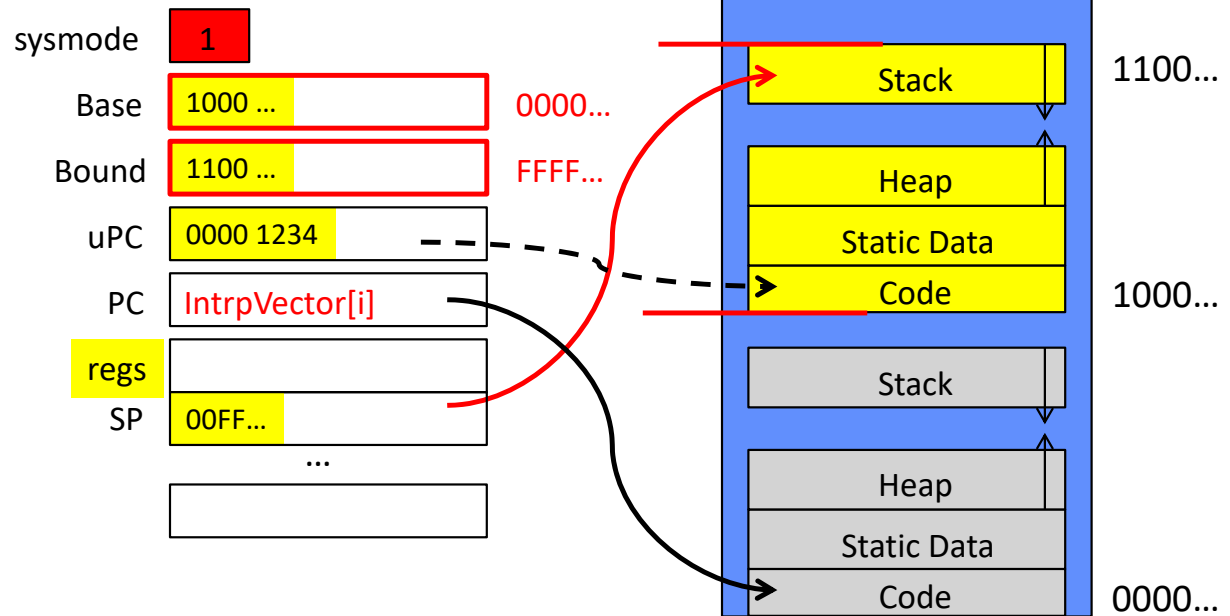 sysmode 1
Base 1000 ... 0000...
Bound 1100 ... FFFF...
uPC 0000 1234
PC IntrpVector[i]
regs
SP 00FF...
...
Stack 1100...
Heap
Static Data
Code 1000...
Stack
Heap
Static Data
Code 0000...